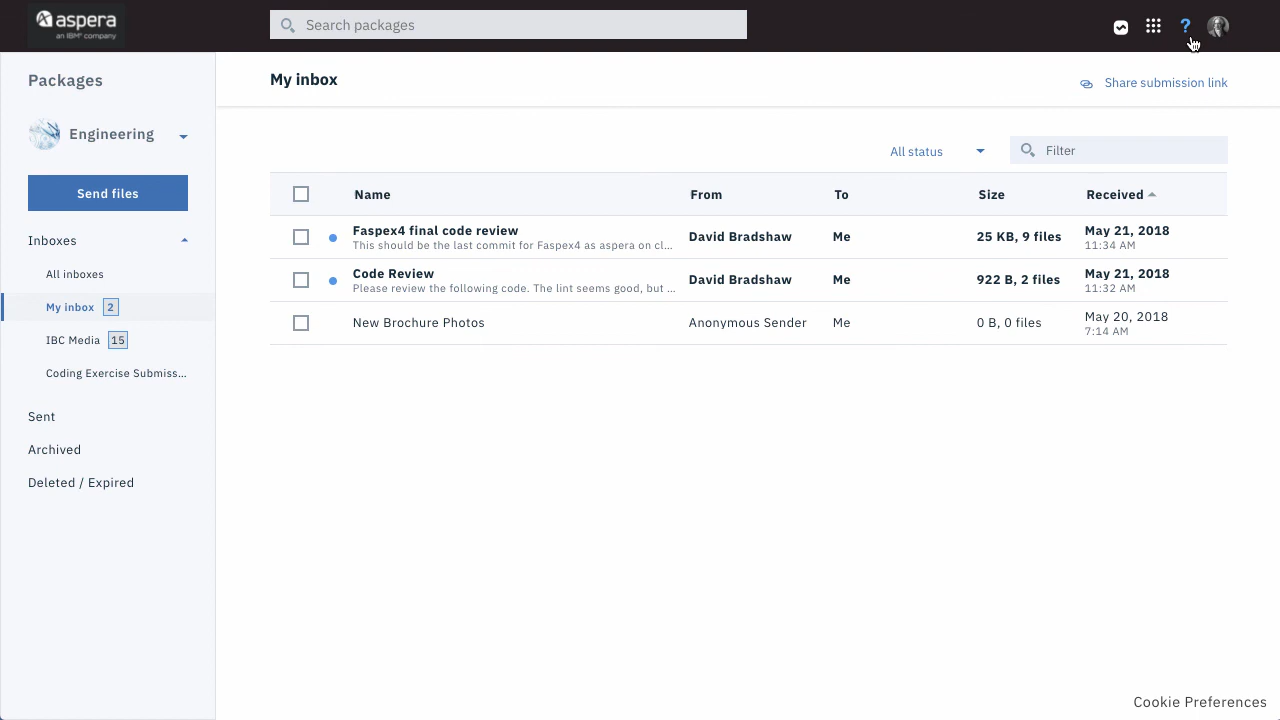 aspera
an IBM® company
Search packages
?
Packages
Engineering
Send files
Inboxes
All inboxes
My inbox 2
IBC Media 15
Coding Exercise Submiss...
Sent
Archived
Deleted / Expired
My inbox
Share submission link
All status
Filter
Name From To Size Received
Faspex4 final code review David Bradshaw Me 25 KB, 9 files May 21, 2018
This should be the last commit for Faspex4 as aspera on cl... 11:34 AM
Code Review David Bradshaw Me 922 B, 2 files May 21, 2018
Please review the following code. The lint seems good, but ... 11:32 AM
New Brochure Photos Anonymous Sender Me 0 B, 0 files May 20, 2018
7:14 AM
Cookie Preferences